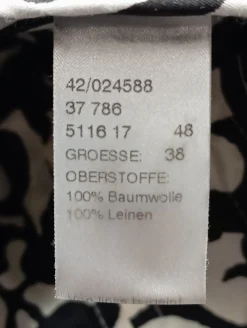 42/024588
37 786
5116 17 48
GROESSE: 38
OBERSTOFFE:
100% Baumwolle
100% Leinen